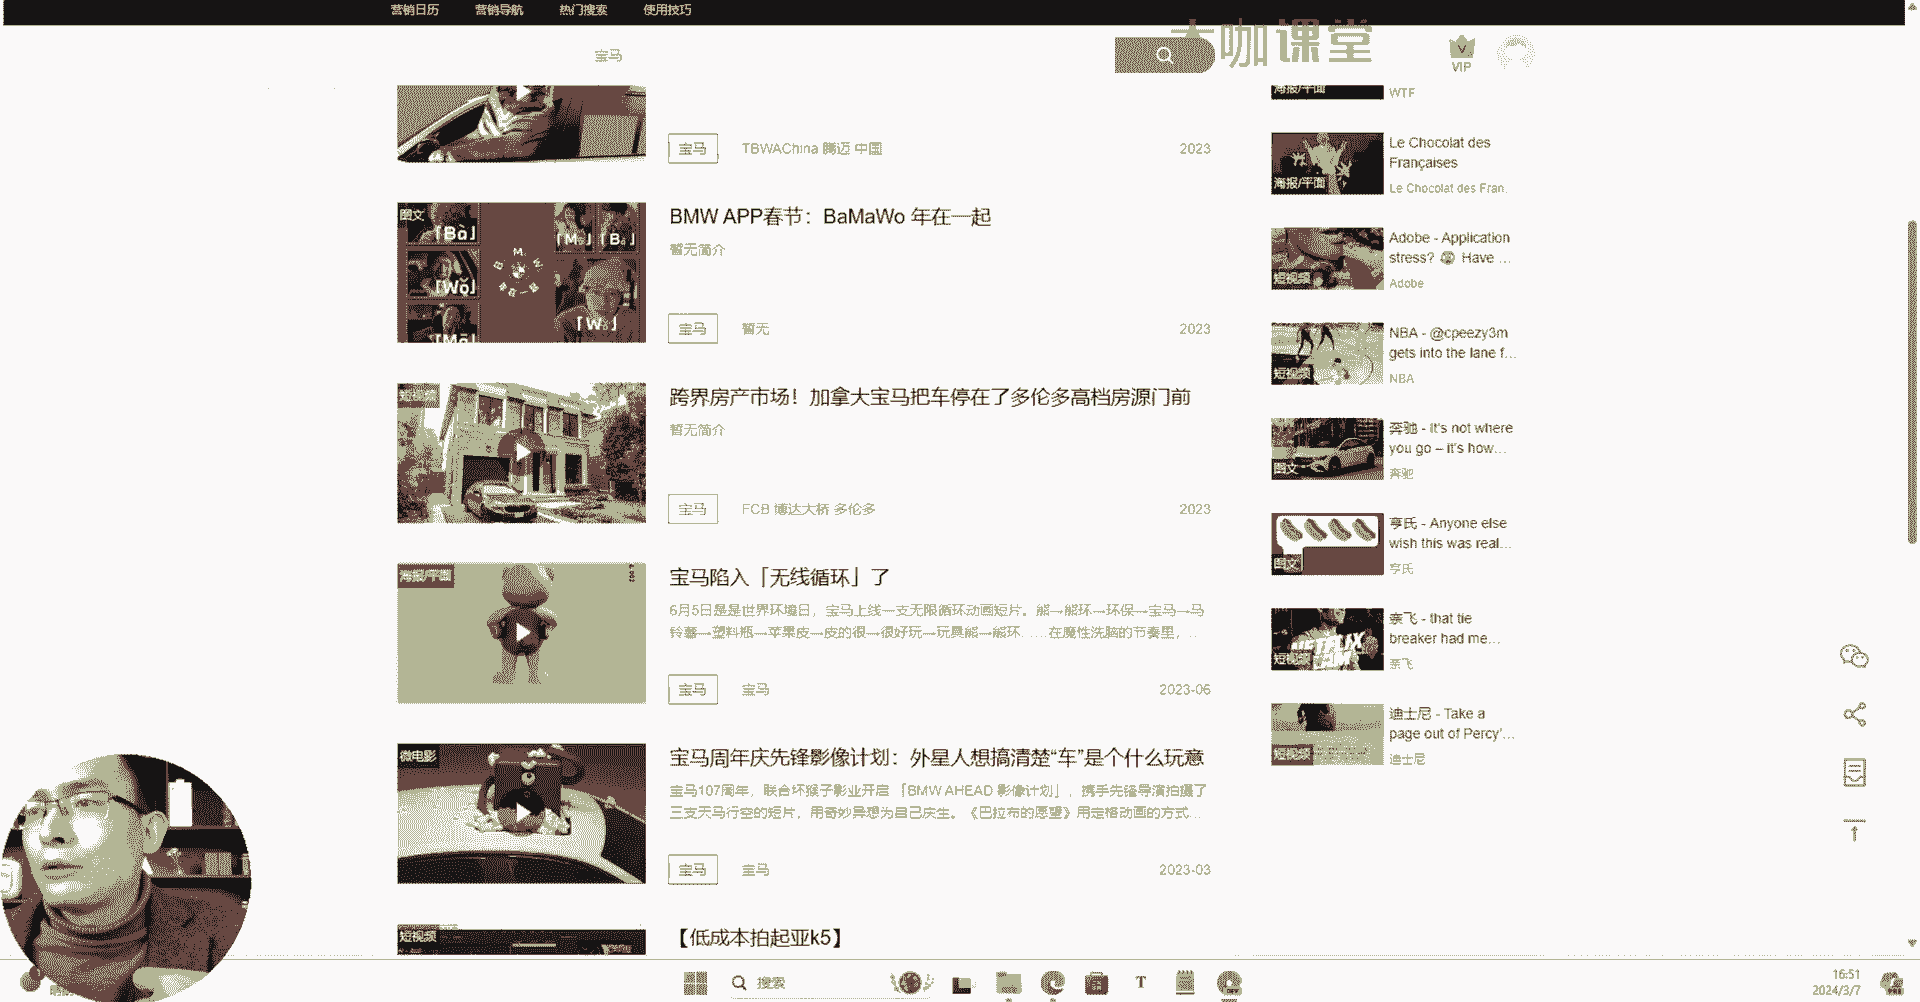 营销日历 营销导航 热门搜索 使用技巧
宝马
大咖课堂
VIP
宝马 TBWAChina 腾迈 中国 2023
图文
「Bà」
「Wǒ」
B M W
BMW APP春节：BaMaWo 年在一起
暂无简介
宝马 暂无 2023
短视频
跨界房产市场！加拿大宝马把车停在了多伦多高档房源门前
暂无简介
宝马 FCB 博达大桥 多伦多 2023
海报/平面
宝马陷入「无线循环」了
6月5日是是世界环境日，宝马上线一支无限循环动画短片。熊—熊环—环保—宝马—马
铃薯—塑料瓶—苹果皮—皮的很—很好玩—玩具熊—熊环……在魔性洗脑的节奏里，...
宝马 宝马 2023-06
微电影
宝马周年庆先锋影像计划：外星人想搞清楚“车”是个什么玩意
宝马107周年，联合坏猴子影业开启「BMW AHEAD 影像计划」，携手先锋导演拍摄了
三支天马行空的短片，用奇妙异想为自己庆生。《巴拉布的愿望》用定格动画的方式...
宝马 宝马 2023-03
短视频
【低成本拍起亚k5】
海报/平面
WTF
海报/平面
Le Chocolat des
Françaises
Le Chocolat des Fran.
短视频
Adobe - Application
stress? Have ...
Adobe
短视频
NBA - @cpeezy3m
gets into the lane f...
NBA
图文
奔驰 - It's not where
you go – it's how...
奔驰
图文
亨氏 - Anyone else
wish this was real...
亨氏
短视频
NETFLIX
奈飞 - that tie
breaker had me...
奈飞
短视频
迪士尼 - Take a
page out of Percy'...
迪士尼
搜索
16:51
2024/3/7